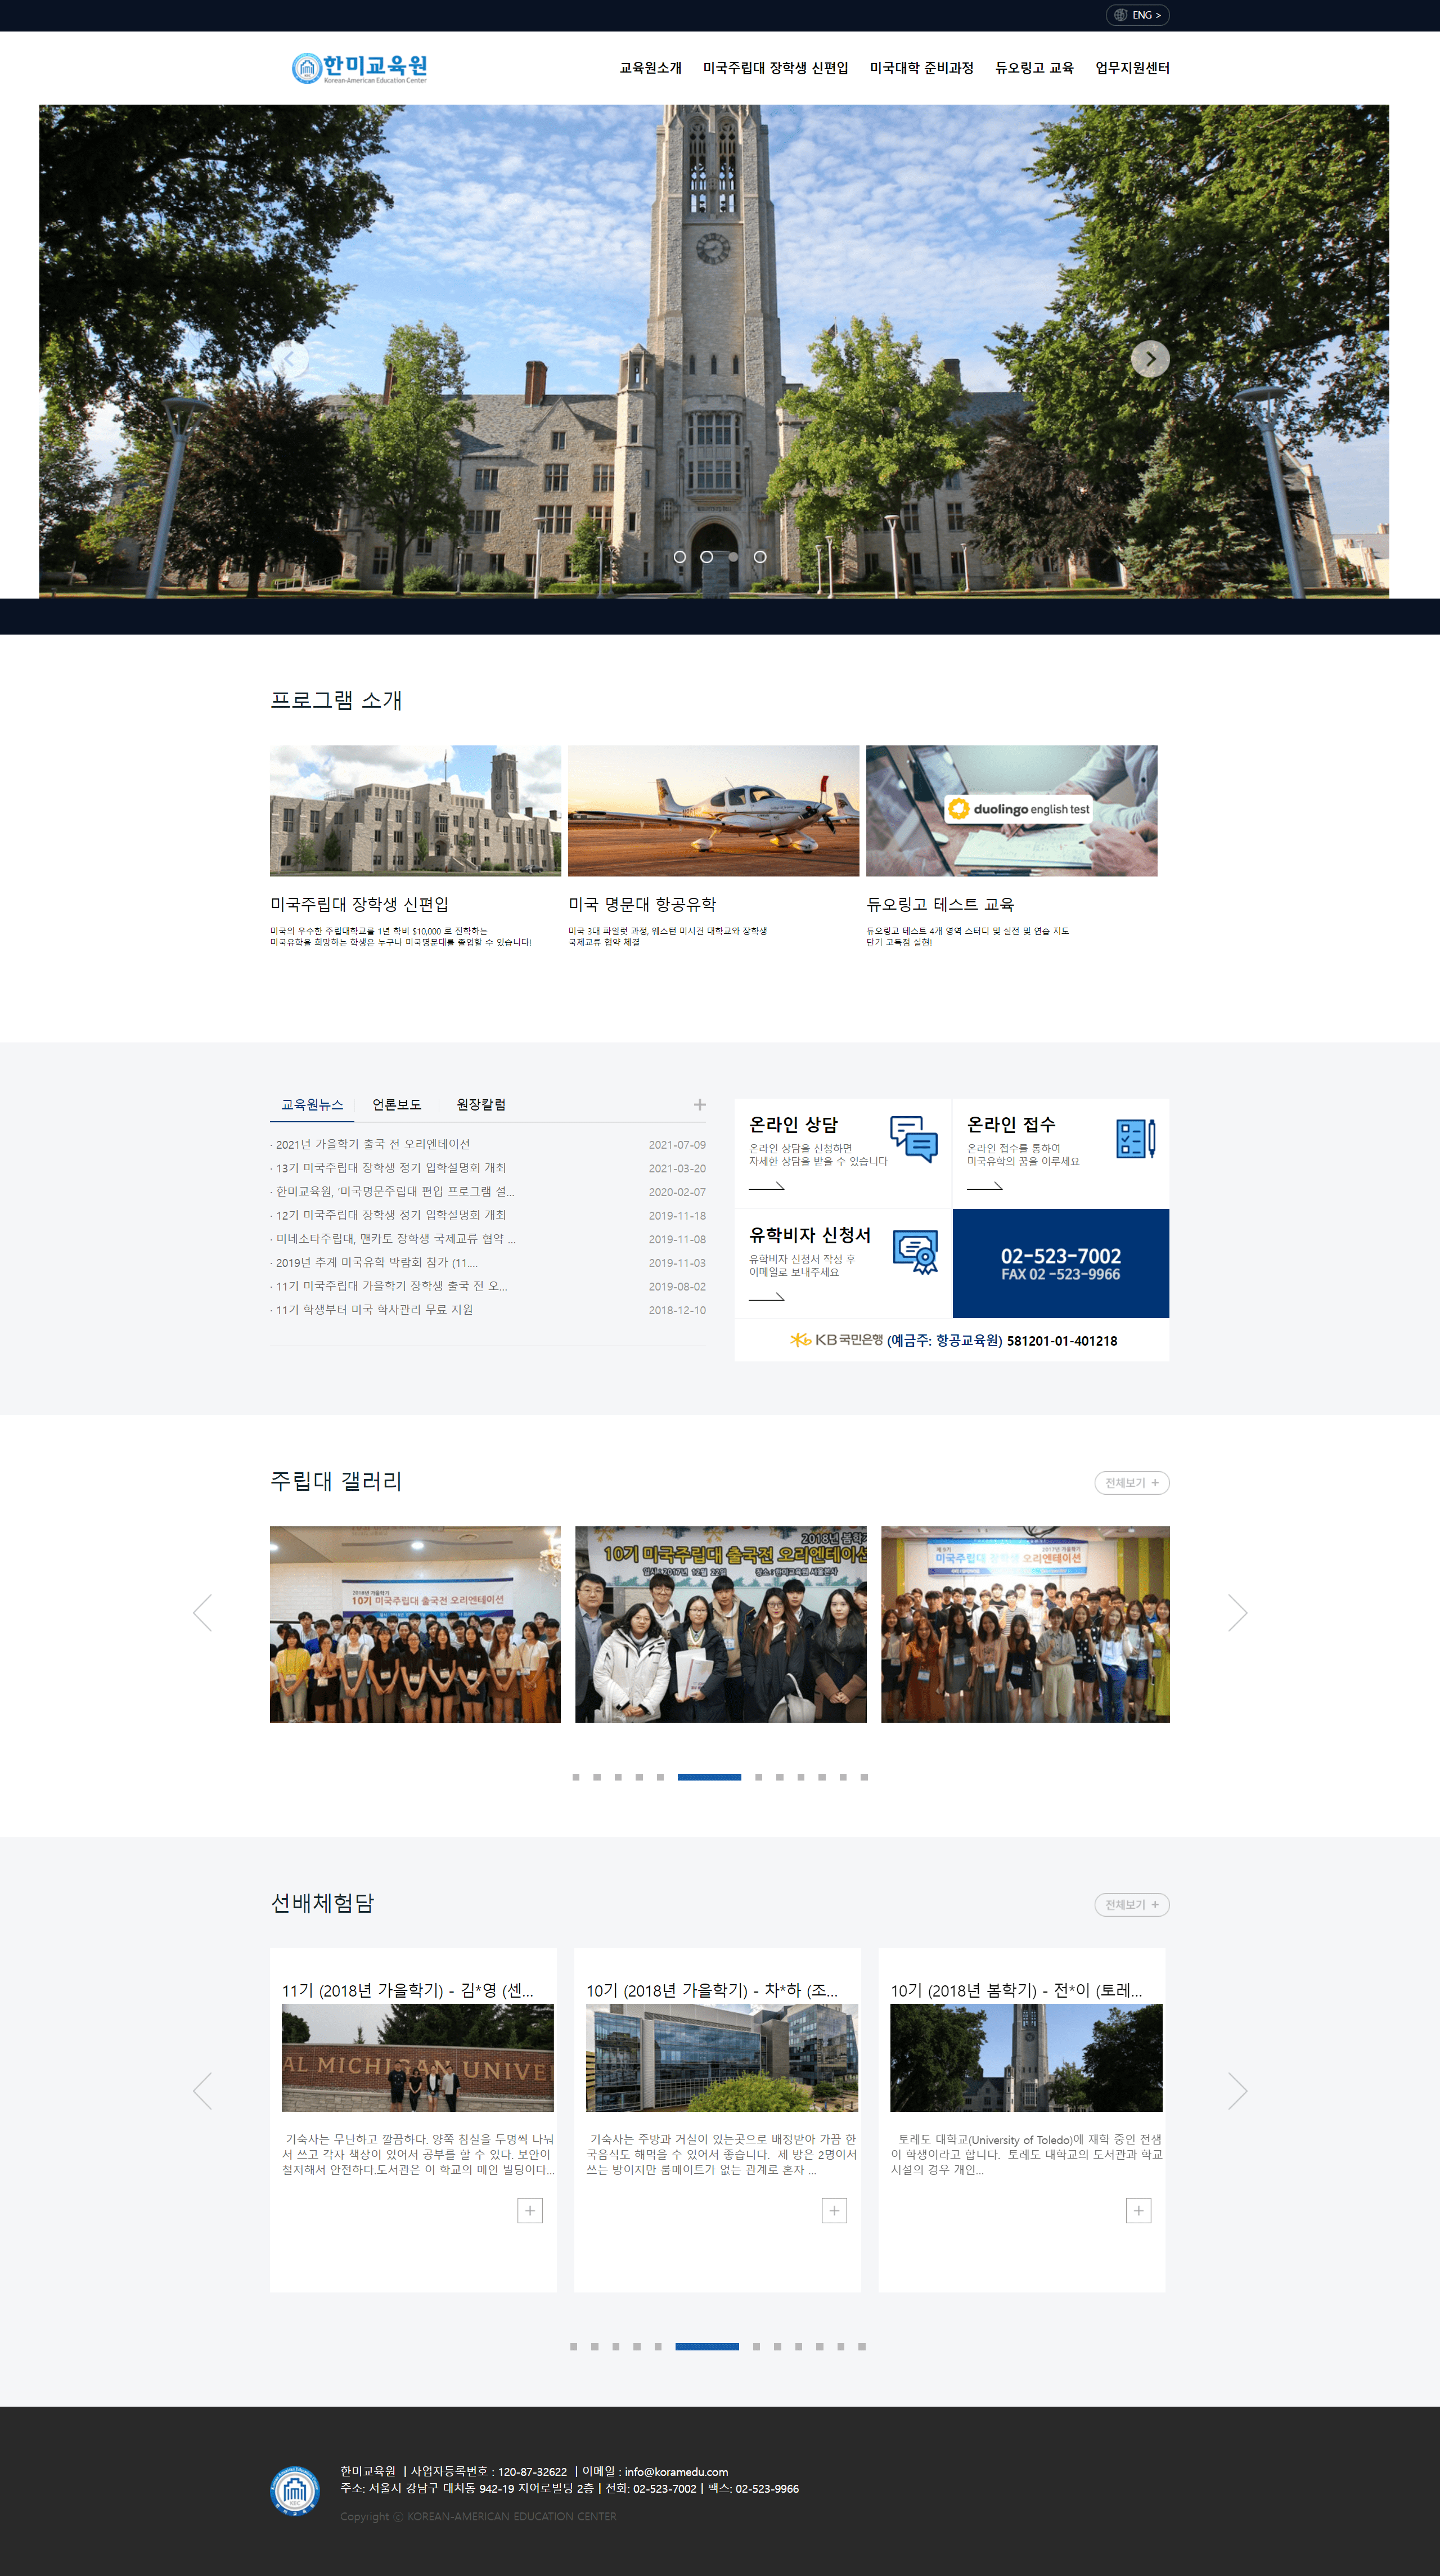 ENG >
한미교육원
Korean-American Education Center
교육원소개 미국주립대 장학생 신편입 미국대학 준비과정 듀오링고 교육 업무지원센터
프로그램 소개
duolingo english test
미국주립대 장학생 신편입
미국의 우수한 주립대학교를 1년 학비 $10,000 로 진학하는
미국유학을 희망하는 학생은 누구나 미국명문대를 졸업할 수 있습니다!
미국 명문대 항공유학
미국 3대 파일럿 과정, 웨스턴 미시건 대학교와 장학생
국제교류 협약 체결
듀오링고 테스트 교육
듀오링고 테스트 4개 영역 스터디 및 실전 및 연습 지도
단기 고득점 실현!
교육원뉴스 언론보도 원장칼럼
· 2021년 가을학기 출국 전 오리엔테이션 2021-07-09
· 13기 미국주립대 장학생 정기 입학설명회 개최 2021-03-20
· 한미교육원, '미국명문주립대 편입 프로그램 설... 2020-02-07
· 12기 미국주립대 장학생 정기 입학설명회 개최 2019-11-18
· 미네소타주립대, 맨카토 장학생 국제교류 협약 ... 2019-11-08
· 2019년 추계 미국유학 박람회 참가 (11.... 2019-11-03
· 11기 미국주립대 가을학기 장학생 출국 전 오... 2019-08-02
· 11기 학생부터 미국 학사관리 무료 지원 2018-12-10
온라인 상담
온라인 상담을 신청하면
자세한 상담을 받을 수 있습니다
온라인 접수
온라인 접수를 통하여
미국유학의 꿈을 이루세요
유학비자 신청서
유학비자 신청서 작성 후
이메일로 보내주세요
02-523-7002
FAX 02 -523-9966
KB국민은행 (예금주: 항공교육원) 581201-01-401218
주립대 갤러리
전체보기 +
2018년 가을학기
10기 미국주립대 출국전 오리엔테이션
2018년 봄학기
10기 미국주립대 출국전 오리엔테이션
일시:2017년 12월 22일 장소:한미교육원 서울본사
제 9기 2017년 가을학기
미국주립대 장학생 오리엔테이션
선배체험담
전체보기 +
11기 (2018년 가을학기) - 김*영 (센...
AL MICHIGAN UNIVE
기숙사는 무난하고 깔끔하다. 양쪽 침실을 두명씩 나눠
서 쓰고 각자 책상이 있어서 공부를 할 수 있다. 보안이
철저해서 안전하다.도서관은 이 학교의 메인 빌딩이다...
10기 (2018년 가을학기) - 차*하 (조...
기숙사는 주방과 거실이 있는곳으로 배정받아 가끔 한
국음식도 해먹을 수 있어서 좋습니다. 제 방은 2명이서
쓰는 방이지만 룸메이트가 없는 관계로 혼자 ...
10기 (2018년 봄학기) - 전*이 (토레...
토레도 대학교(University of Toledo)에 재학 중인 전샘
이 학생이라고 합니다. 토레도 대학교의 도서관과 학교
시설의 경우 개인...
한미교육원 | 사업자등록번호 : 120-87-32622 | 이메일 : info@koramedu.com
주소: 서울시 강남구 대치동 942-19 지어로빌딩 2층 | 전화: 02-523-7002 | 팩스: 02-523-9966
Copyright ⓒ KOREAN-AMERICAN EDUCATION CENTER